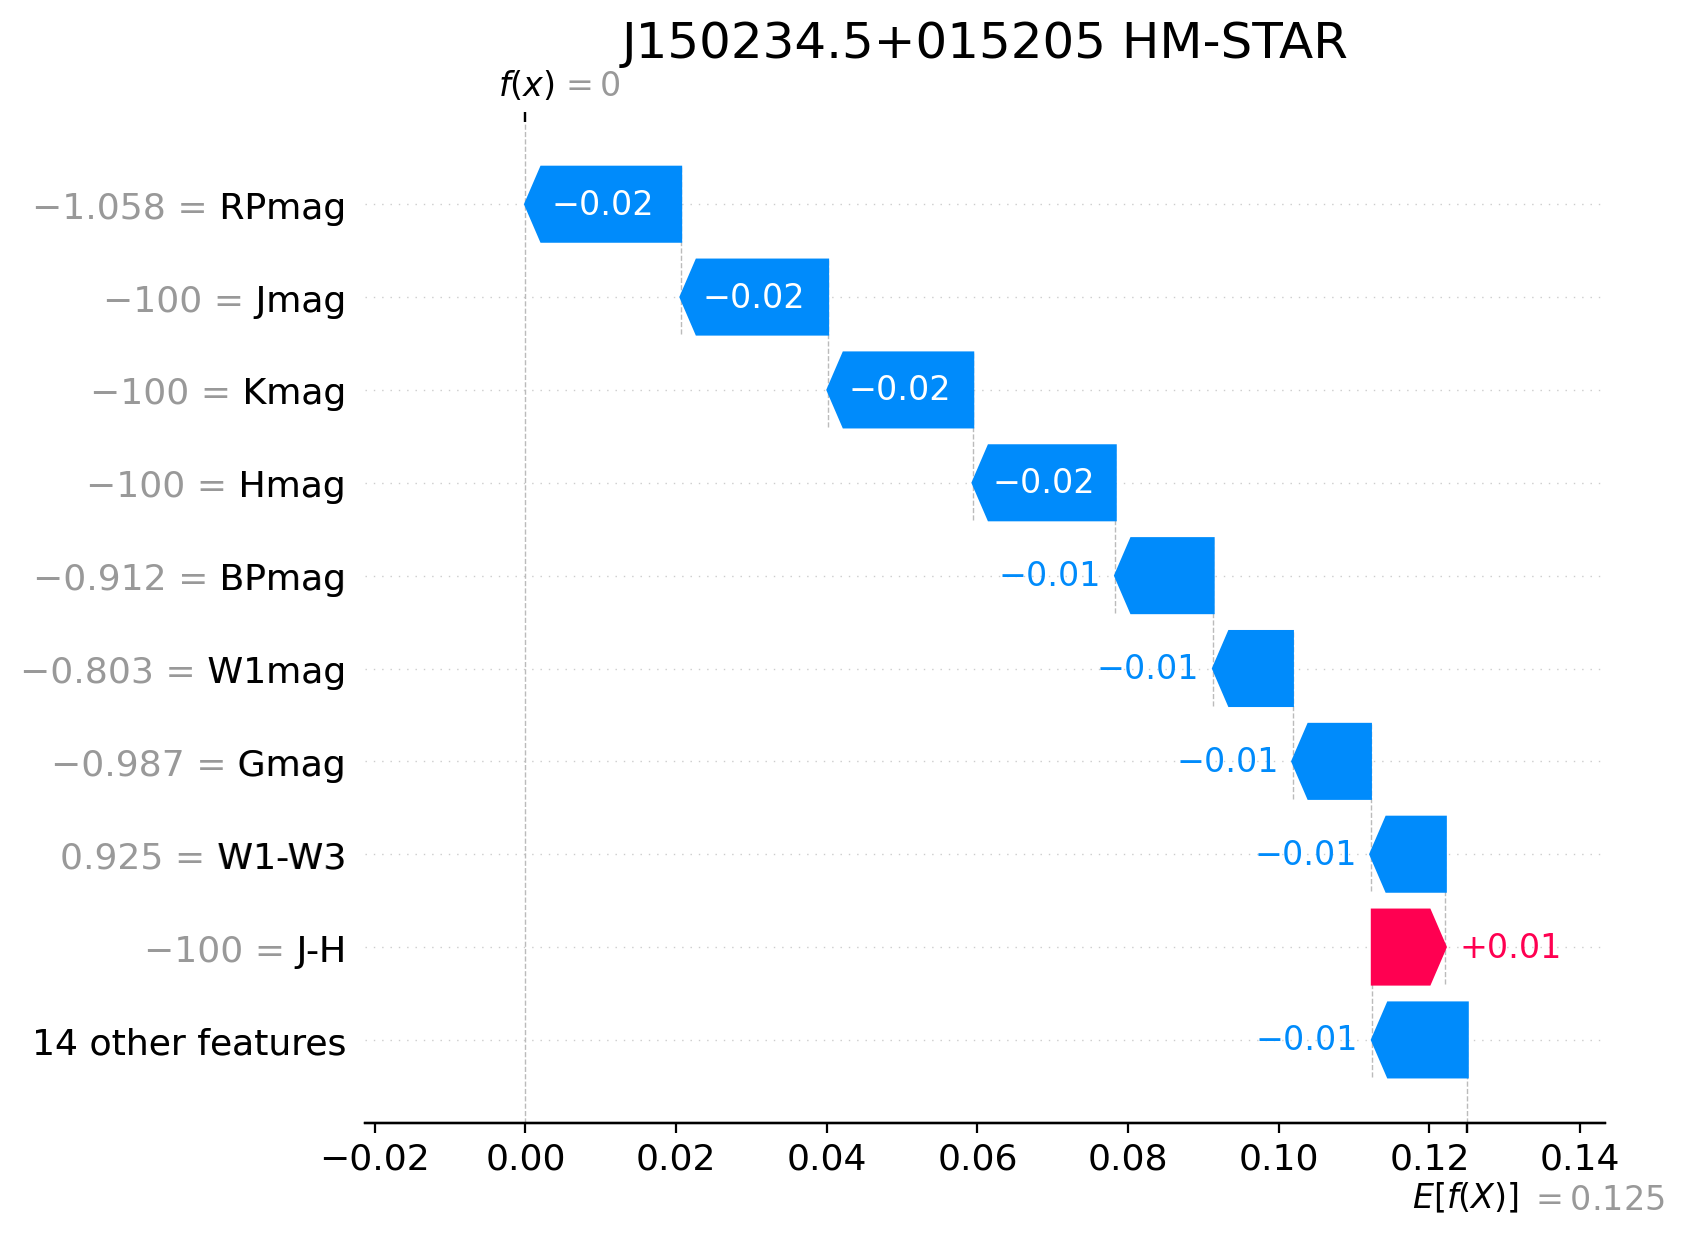 J150234.5+015205 HM-STAR
f(x) = 0
−1.058 = RPmag −0.02
−100 = Jmag −0.02
−100 = Kmag −0.02
−100 = Hmag −0.02
−0.912 = BPmag −0.01
−0.803 = W1mag −0.01
−0.987 = Gmag −0.01
0.925 = W1-W3 −0.01
−100 = J-H +0.01
14 other features −0.01
−0.02 0.00 0.02 0.04 0.06 0.08 0.10 0.12 0.14
E[f(X)] = 0.125